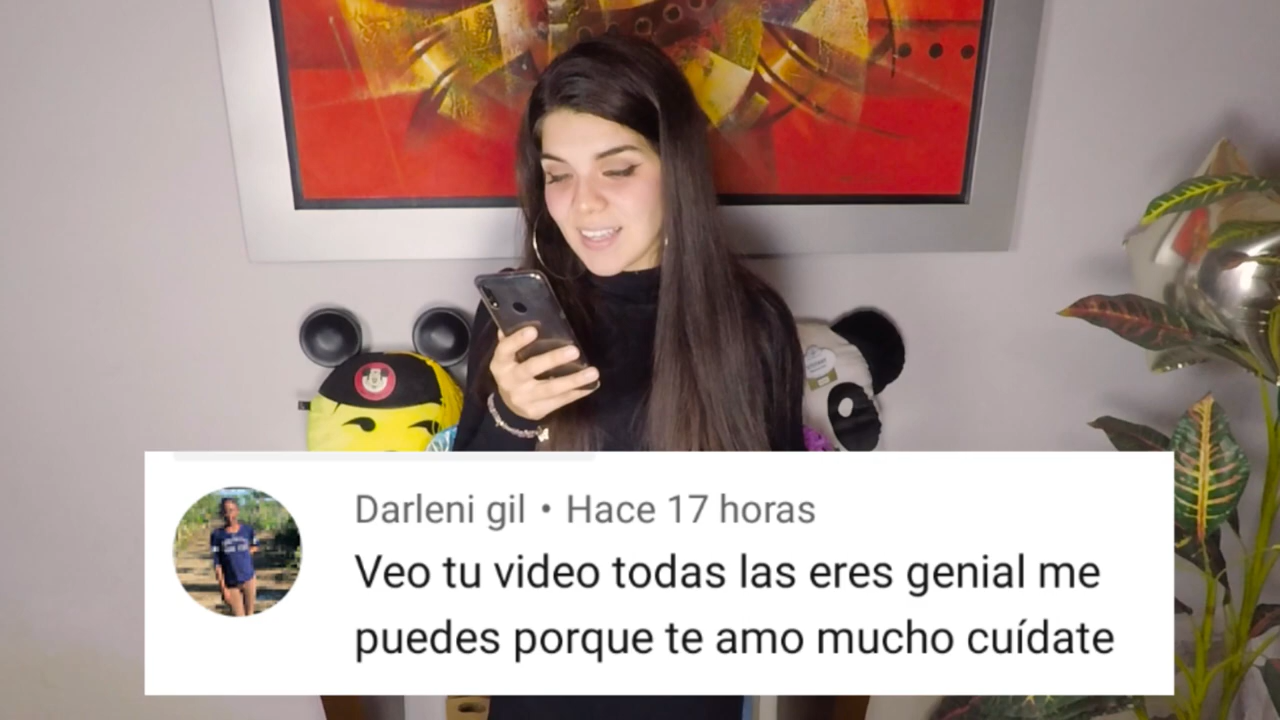 Darleni gil • Hace 17 horas
Veo tu video todas las eres genial me
puedes porque te amo mucho cuídate